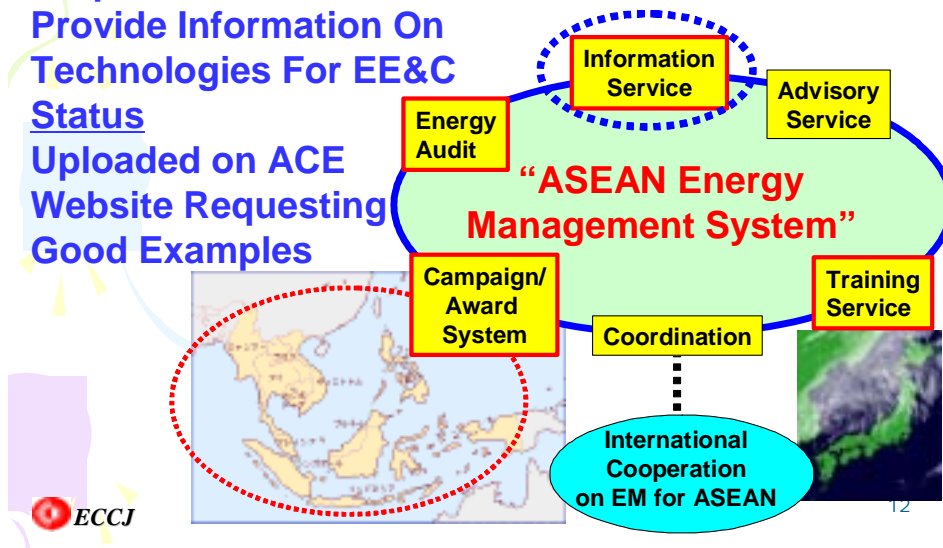 Provide Information On
Technologies For EE&C
Status
Uploaded on ACE
Website Requesting
Good Examples
Information
Service
Advisory
Service
Energy
Audit
“ASEAN Energy
Management System”
Campaign/
Award
System
Training
Service
Coordination
International
Cooperation
on EM for ASEAN
ECCJ
12